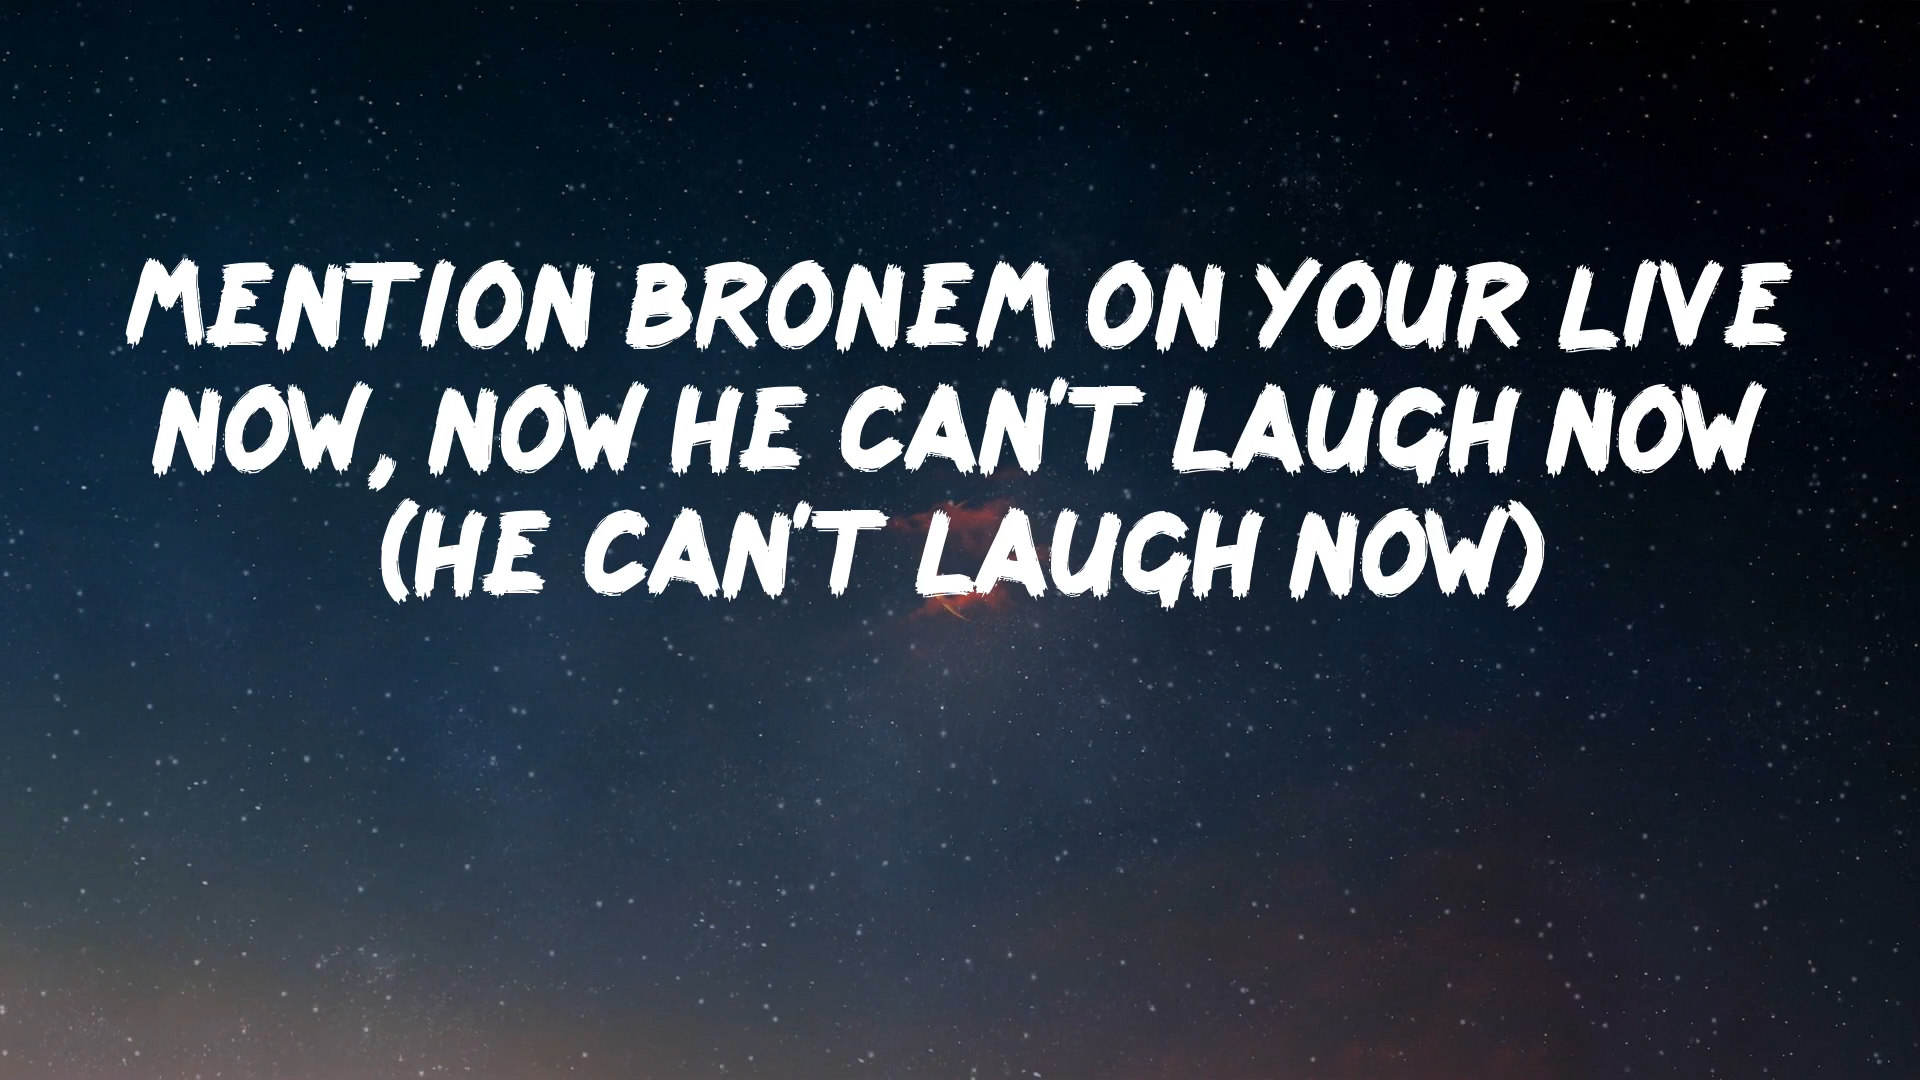 MENTION BRONEM ON YOUR LIVE
NOW, NOW HE CAN'T LAUGH NOW
(HE CAN'T LAUGH NOW)